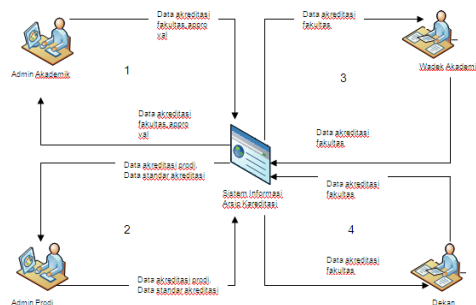 Data akreditasi
fakultas, appro
val
Admin Akademik
1
Data akreditasi
fakultas.
3
Wadek Akademi
Data akreditasi
fakultas, appro
val
Data akreditasi
fakultas.
Data akreditasi prodi.
Data standar akreditasi
Sistem Informasi
Arsip Kareditasi
Data akreditasi
fakultas.
2
4
Data akreditasi prodi.
Data standar akreditasi
Data akreditasi
fakultas.
Admin Prodi
Dekan